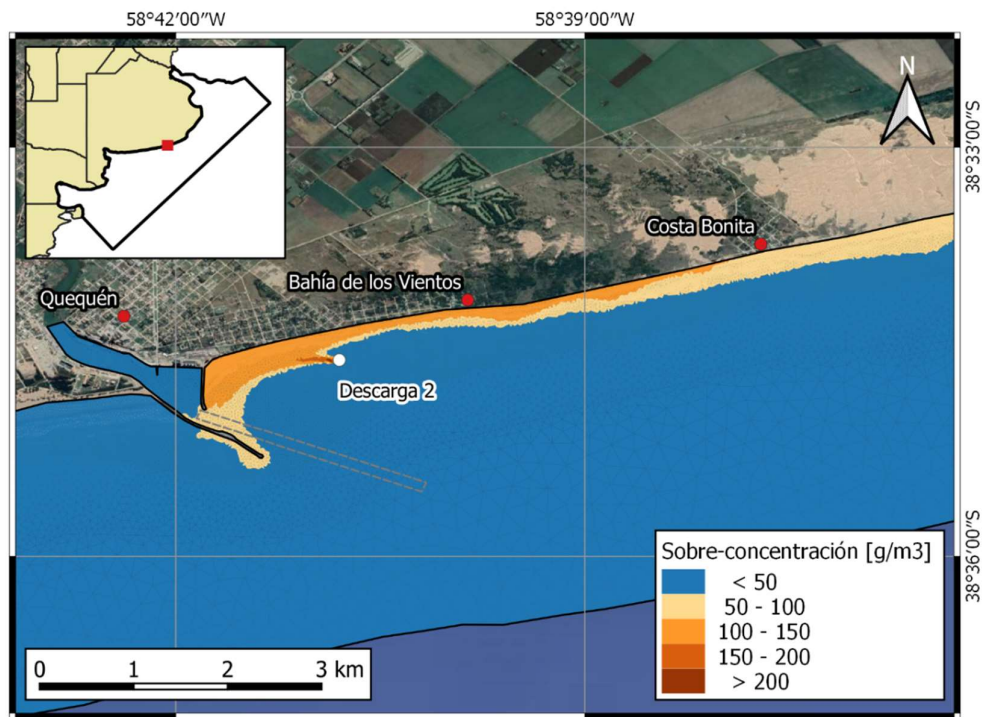 58°42'00"W
58°39'00"W
N
38°33'00"S
Costa Bonita
Bahía de los Vientos
Quequén
Descarga 2
38°36'00"S
Sobre-concentración [g/m3]
< 50
50 - 100
100 - 150
150 - 200
> 200
0 1 2 3 km